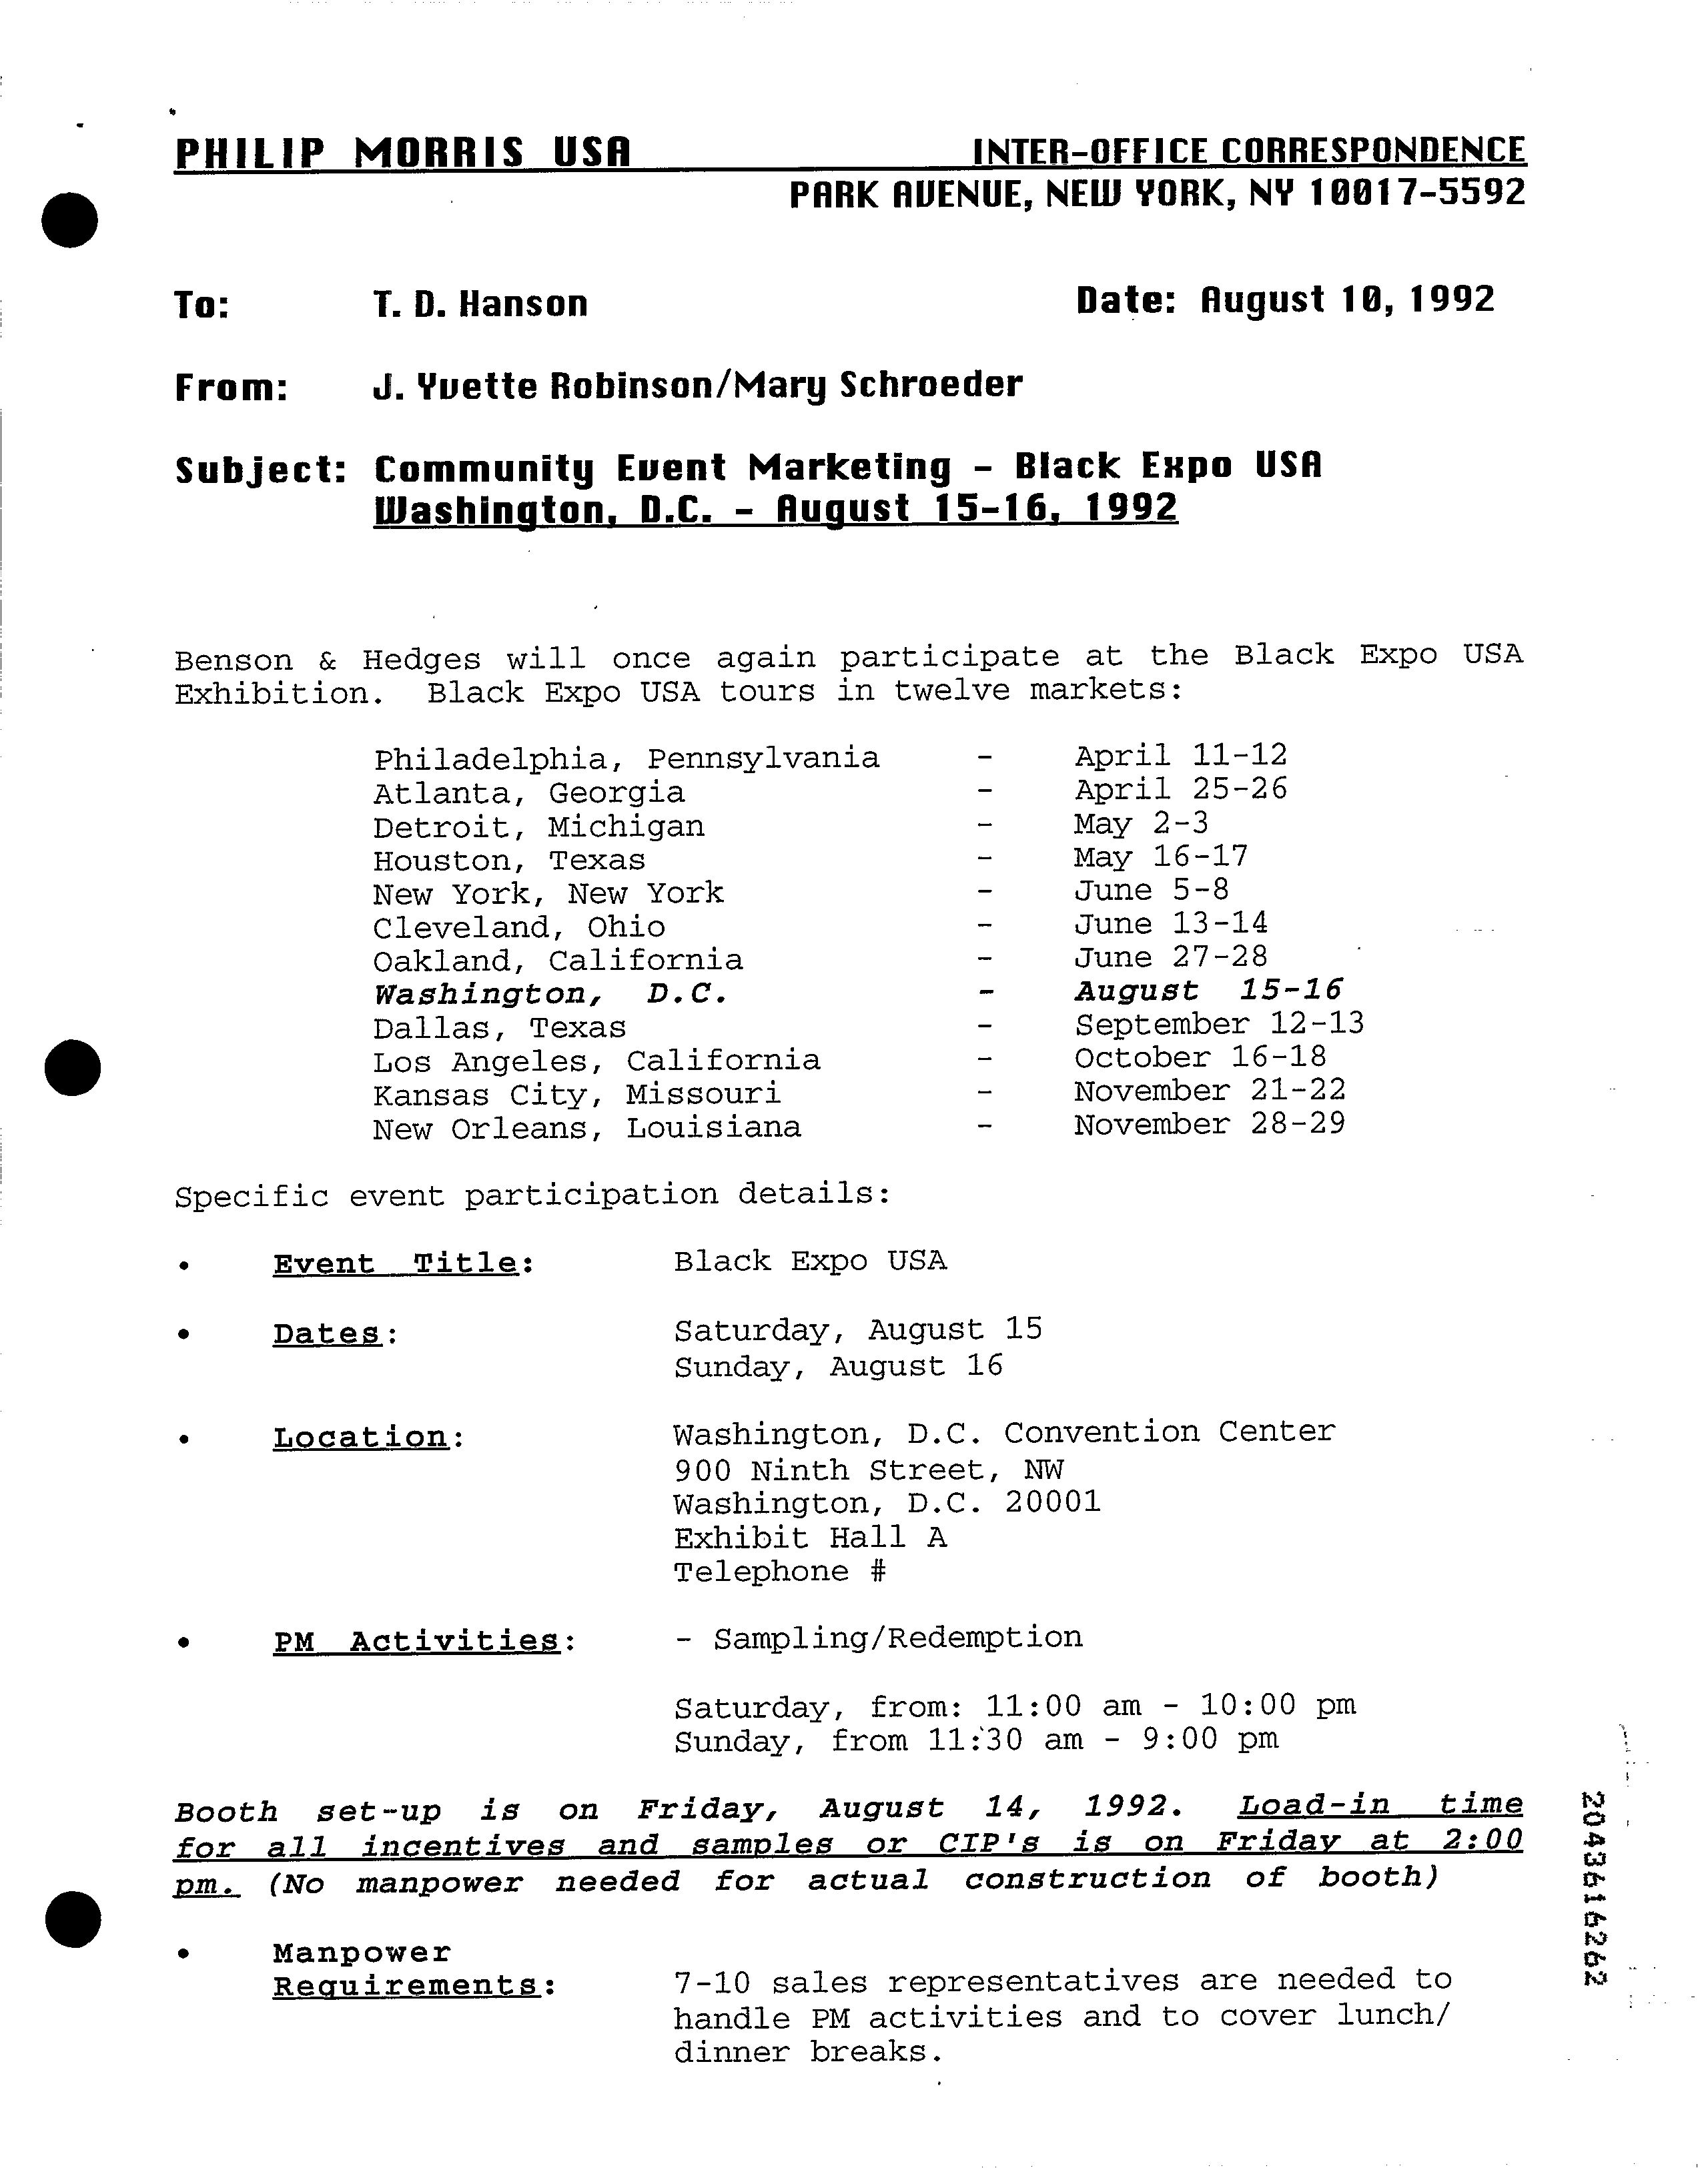 PHILIP MORRIS USA INTER-OFFICE CORRESPONDENCE
PARK AVENUE, NEW YORK, NY 10017-5592
To: T. D. Hanson Date: August 10, 1992
From: J. Yvette Robinson/Mary Schroeder
Subject: Community Event Marketing - Black Expo USA
Washington, D.C. - August 15-16, 1992
Benson & Hedges will once again participate at the Black Expo USA
Exhibition. Black Expo USA tours in twelve markets:
Philadelphia, Pennsylvania - April 11-12
Atlanta, Georgia - April 25-26
Detroit, Michigan - May 2-3
Houston, Texas - May 16-17
New York, New York - June 5-8
Cleveland, Ohio - June 13-14
Oakland, California - June 27-28
Washington, D.C. - August 15-16
Dallas, Texas - September 12-13
Los Angeles, California - October 16-18
Kansas City, Missouri - November 21-22
New Orleans, Louisiana - November 28-29
Specific event participation details:
• Event Title: Black Expo USA
• Dates: Saturday, August 15
Sunday, August 16
• Location: Washington, D.C. Convention Center
900 Ninth Street, NW
Washington, D.C. 20001
Exhibit Hall A
Telephone #
• PM Activities: - Sampling/Redemption
Saturday, from: 11:00 am - 10:00 pm
Sunday, from 11:30 am - 9:00 pm
Booth set-up is on Friday, August 14, 1992. Load-in time
for all incentives and samples or CIP's is on Friday at 2:00
pm. (No manpower needed for actual construction of booth)
• Manpower
Requirements: 7-10 sales representatives are needed to
handle PM activities and to cover lunch/
dinner breaks.
2043616262